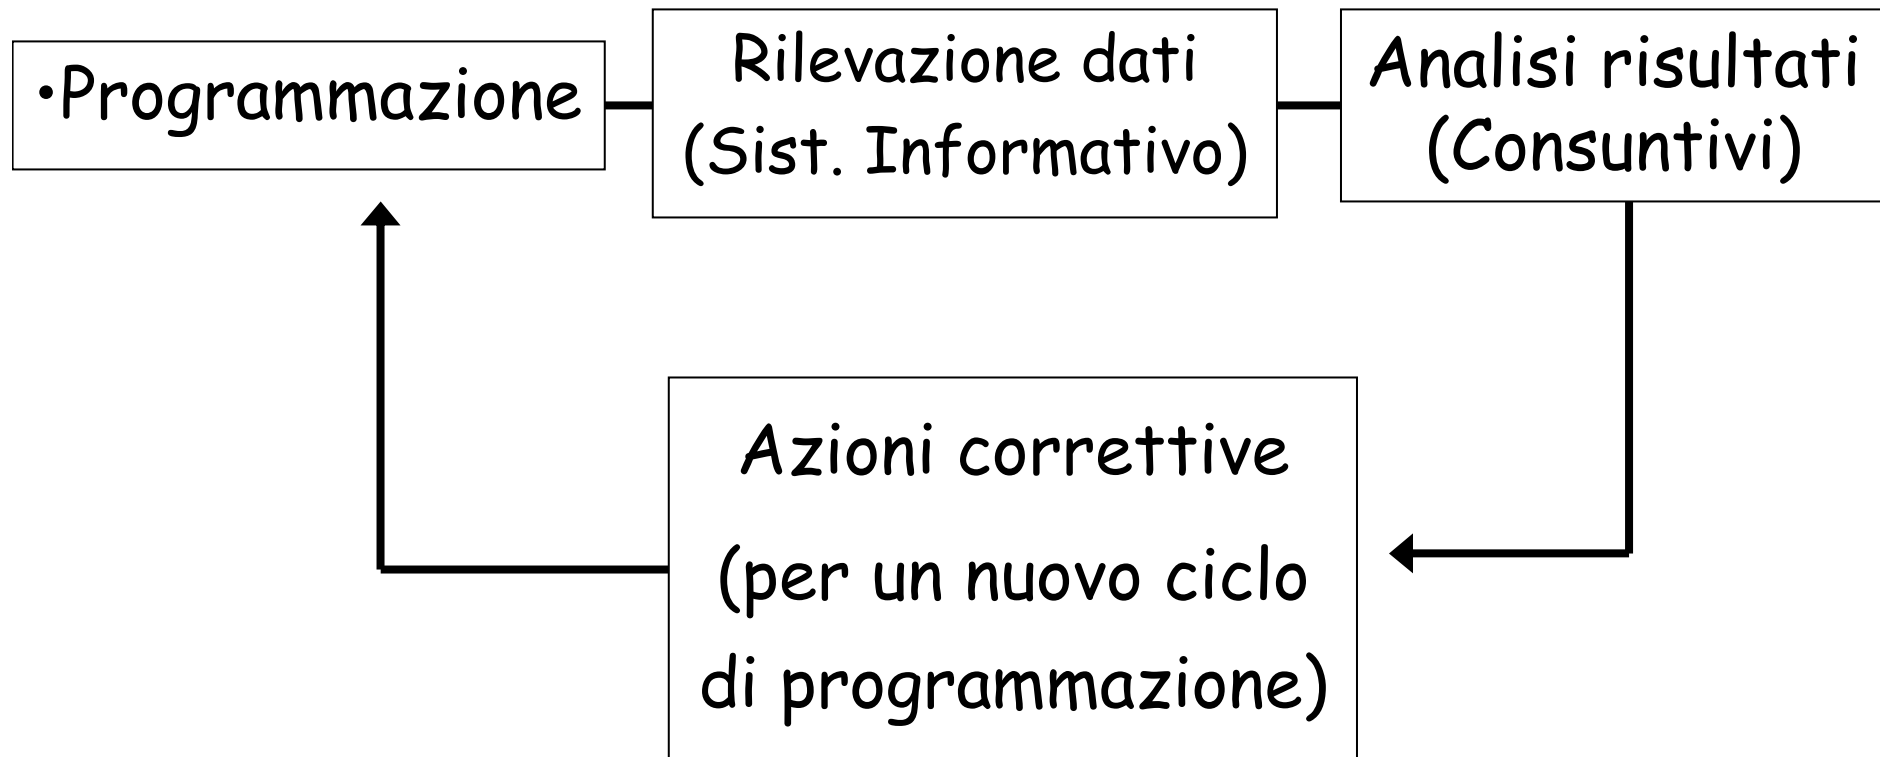 •Programmazione
Rilevazione dati
(Sist. Informativo)
Analisi risultati
(Consuntivi)
Azioni correttive
(per un nuovo ciclo
di programmazione)